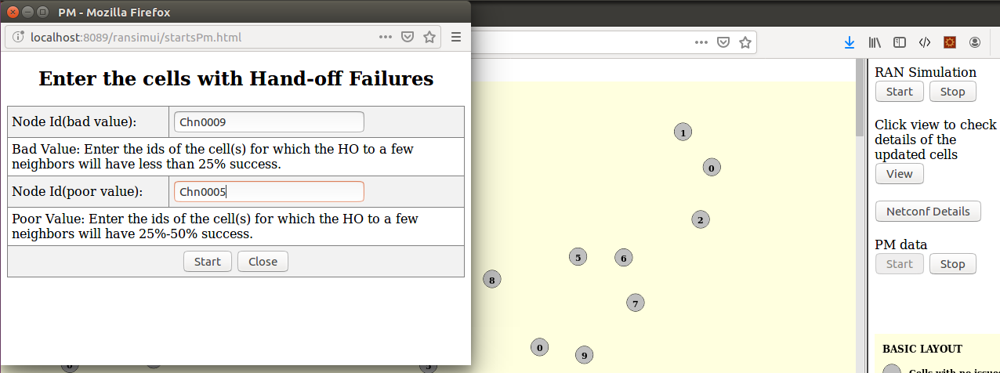 PM - Mozilla Firefox
localhost:8089/ransimui/startsPm.html
Enter the cells with Hand-off Failures
Node Id(bad value):
Chn0009
Bad Value: Enter the ids of the cell(s) for which the HO to a few
neighbors will have less than 25% success.
Node Id(poor value):
Chn0005
Poor Value: Enter the ids of the cell(s) for which the HO to a few
neighbors will have 25%-50% success.
Start Close
1
0
2
5 6
8
7
0
9
RAN Simulation
Start Stop
Click view to check
details of the
updated cells
View
Netconf Details
PM data
Start Stop
BASIC LAYOUT
Cells with no issues